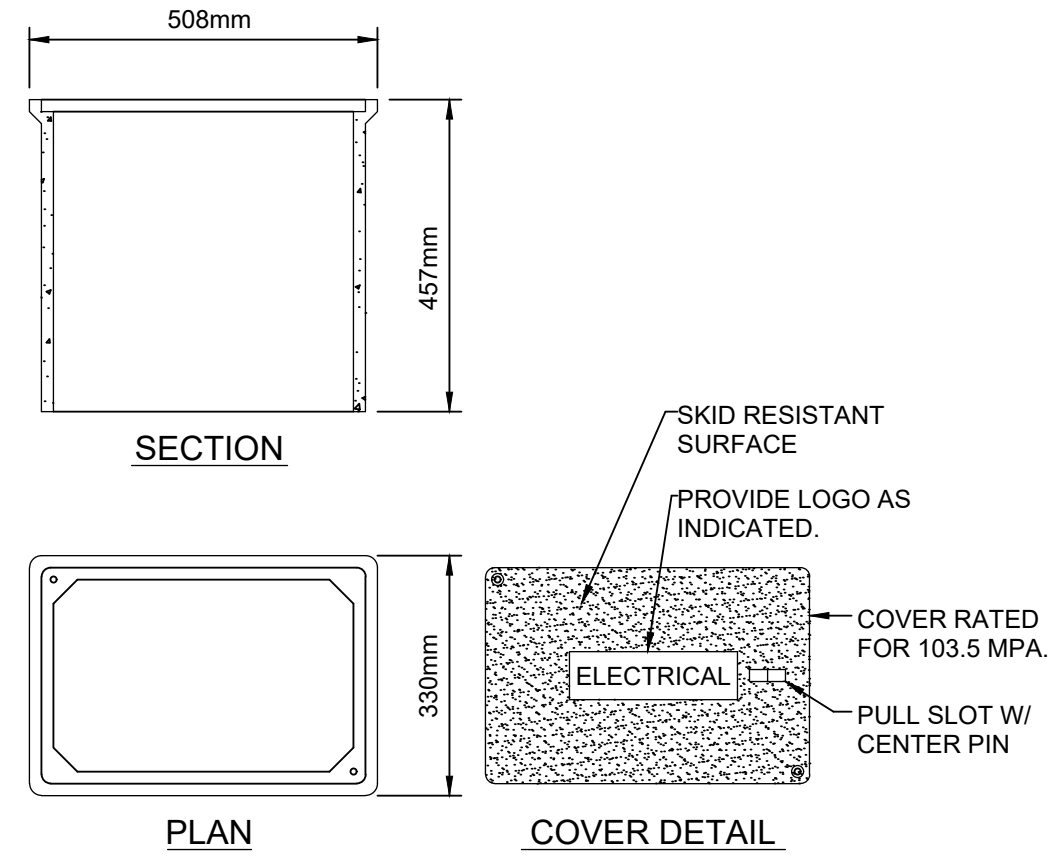 508mm
457mm
SECTION
SKID RESISTANT
SURFACE
PROVIDE LOGO AS
INDICATED.
330mm
ELECTRICAL
COVER RATED
FOR 103.5 MPA.
PULL SLOT W/
CENTER PIN
PLAN
COVER DETAIL